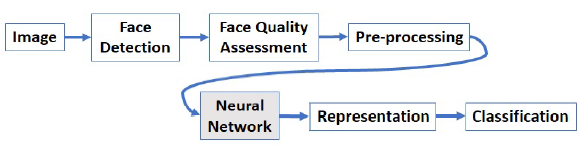 Image
Face
Detection
Face Quality
Assessment
Pre-processing
Neural
Network
Representation
Classification